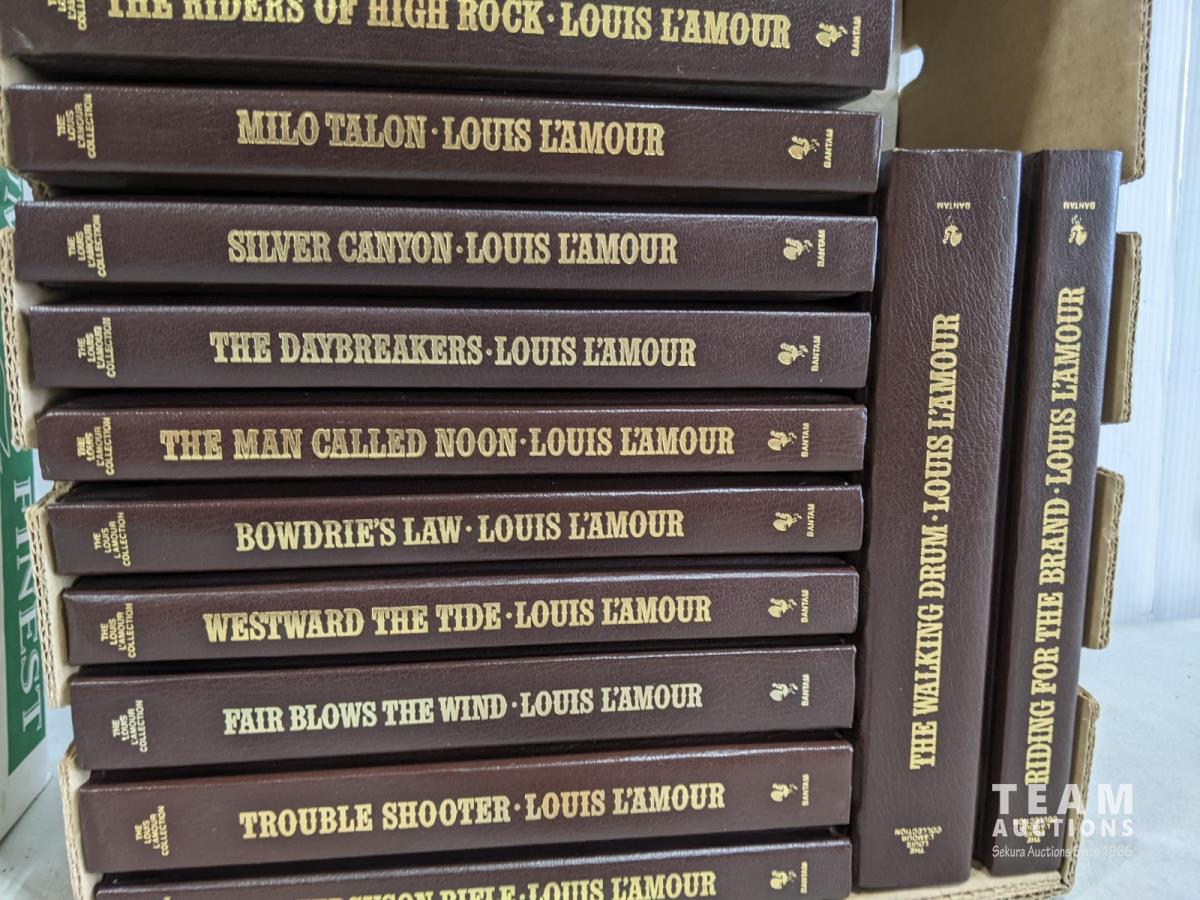 THE RIDERS OF HIGH ROCK · LOUIS L'AMOUR
BANTAM
THE LOUIS L'AMOUR COLLECTION
MILO TALON · LOUIS L'AMOUR
BANTAM
THE LOUIS L'AMOUR COLLECTION
SILVER CANYON · LOUIS L'AMOUR
BANTAM
THE LOUIS L'AMOUR COLLECTION
THE DAYBREAKERS · LOUIS L'AMOUR
BANTAM
THE LOUIS L'AMOUR COLLECTION
THE MAN CALLED NOON · LOUIS L'AMOUR
BANTAM
THE LOUIS L'AMOUR COLLECTION
BOWDRIE'S LAW · LOUIS L'AMOUR
BANTAM
THE LOUIS L'AMOUR COLLECTION
WESTWARD THE TIDE · LOUIS L'AMOUR
BANTAM
THE LOUIS L'AMOUR COLLECTION
FAIR BLOWS THE WIND · LOUIS L'AMOUR
BANTAM
THE LOUIS L'AMOUR COLLECTION
TROUBLE SHOOTER · LOUIS L'AMOUR
BANTAM
RIFLE · LOUIS L'AMOUR
BANTAM
THE LOUIS L'AMOUR COLLECTION
THE WALKING DRUM · LOUIS L'AMOUR
BANTAM
RIDING FOR THE BRAND · LOUIS L'AMOUR
BANTAM
FINEST
TEAM
AUCTIONS
Sekura Auctions Since 1966